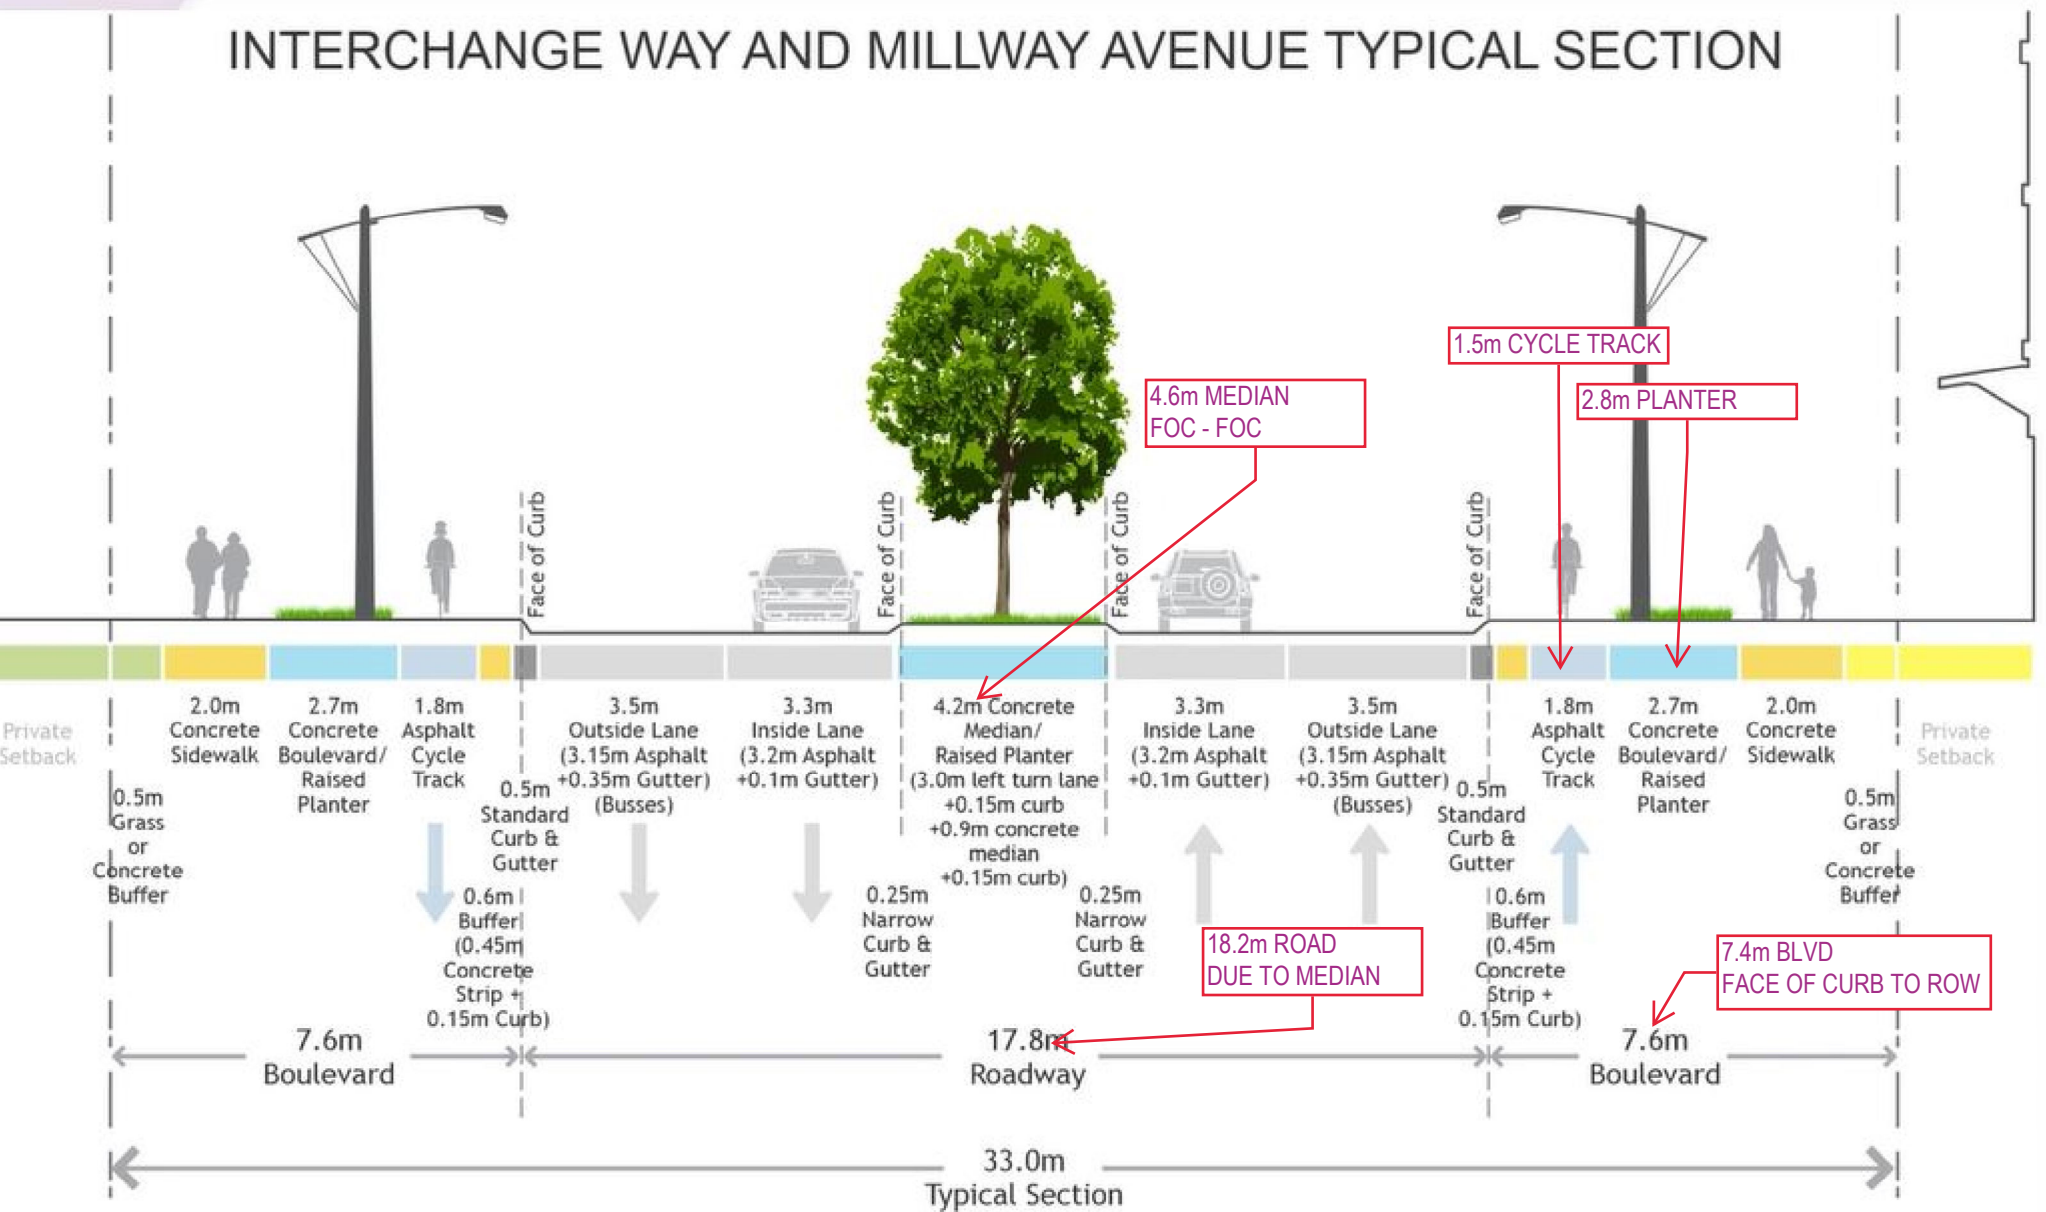 INTERCHANGE WAY AND MILLWAY AVENUE TYPICAL SECTION
1.5m CYCLE TRACK
4.6m MEDIAN
FOC - FOC
2.8m PLANTER
Face of Curb
Face of Curb
Face of Curb
Face of Curb
Private
Setback
0.5m
Grass
or
Concrete
Buffer
2.0m
Concrete
Sidewalk
2.7m
Concrete
Boulevard/
Raised
Planter
1.8m
Asphalt
Cycle
Track
0.6m
Buffer
(0.45m
Concrete
Strip +
0.15m Curb)
0.5m
Standard
Curb &
Gutter
3.5m
Outside Lane
(3.15m Asphalt
+0.35m Gutter)
(Busses)
3.3m
Inside Lane
(3.2m Asphalt
+0.1m Gutter)
0.25m
Narrow
Curb &
Gutter
4.2m Concrete
Median/
Raised Planter
(3.0m left turn lane
+0.15m curb
+0.9m concrete
median
+0.15m curb)
0.25m
Narrow
Curb &
Gutter
3.3m
Inside Lane
(3.2m Asphalt
+0.1m Gutter)
3.5m
Outside Lane
(3.15m Asphalt
+0.35m Gutter)
(Busses)
0.5m
Standard
Curb &
Gutter
0.6m
Buffer
(0.45m
Concrete
Strip +
0.15m Curb)
1.8m
Asphalt
Cycle
Track
2.7m
Concrete
Boulevard/
Raised
Planter
2.0m
Concrete
Sidewalk
0.5m
Grass
or
Concrete
Buffer
Private
Setback
18.2m ROAD
DUE TO MEDIAN
7.4m BLVD
FACE OF CURB TO ROW
7.6m
Boulevard
17.8m
Roadway
7.6m
Boulevard
33.0m
Typical Section